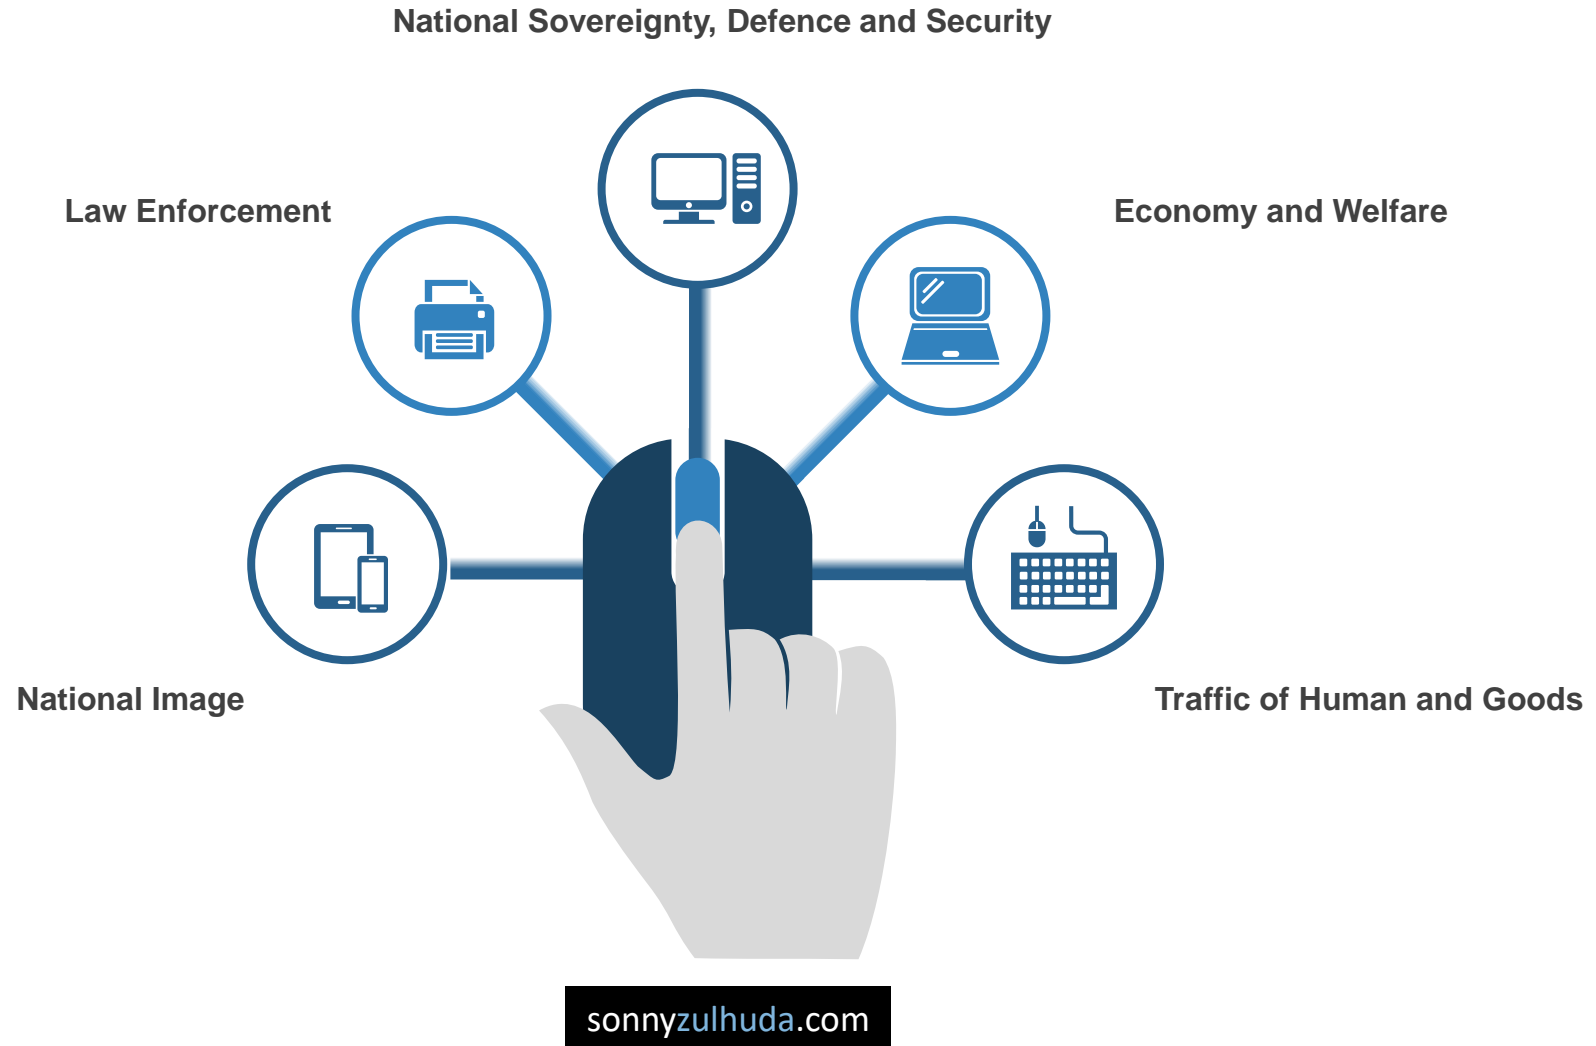 National Sovereignty, Defence and Security
Law Enforcement
Economy and Welfare
National Image
Traffic of Human and Goods
sonnyzulhuda.com